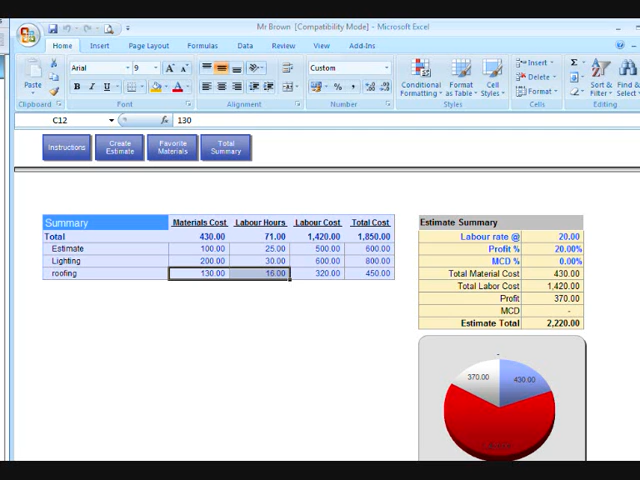 Mr Brown [Compatibility Mode] - Microsoft Excel
Home Insert Page Layout Formulas Data Review View Add-Ins
Paste
Clipboard
Arial 9 A A
B I U A
Font
Alignment
Custom
% ,
Number
Conditional Formatting
Format as Table
Cell Styles
Styles
Insert
Delete
Format
Cells
Σ
Sort & Filter
Find & Select
Editing
C12 130
Instructions
Create Estimate
Favorite Materials
Total Summary
Summary Materials Cost Labour Hours Labour Cost Total Cost
Total 430.00 71.00 1,420.00 1,850.00
Estimate 100.00 25.00 500.00 600.00
Lighting 200.00 30.00 600.00 800.00
roofing 130.00 16.00 320.00 450.00
Estimate Summary
Labour rate @ 20.00
Profit % 20.00%
MCD % 0.00%
Total Material Cost 430.00
Total Labor Cost 1,420.00
Profit 370.00
MCD -
Estimate Total 2,220.00
-
370.00
430.00